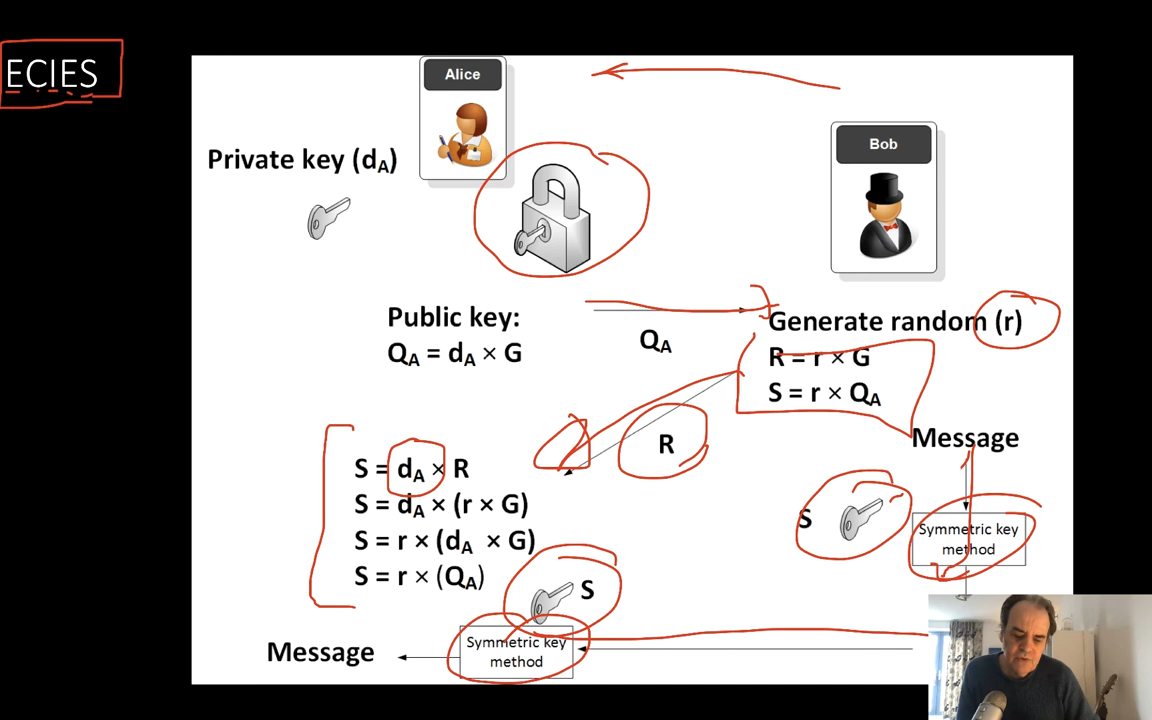 ECIES
Alice
Bob
Private key (dA)
Public key:
QA = dA × G
QA
Generate random (r)
R = r × G
S = r × QA
R
Message
S = dA × R
S = dA × (r × G)
S = r × (dA × G)
S = r × (QA)
S
Symmetric key
method
S
Symmetric key
method
Message